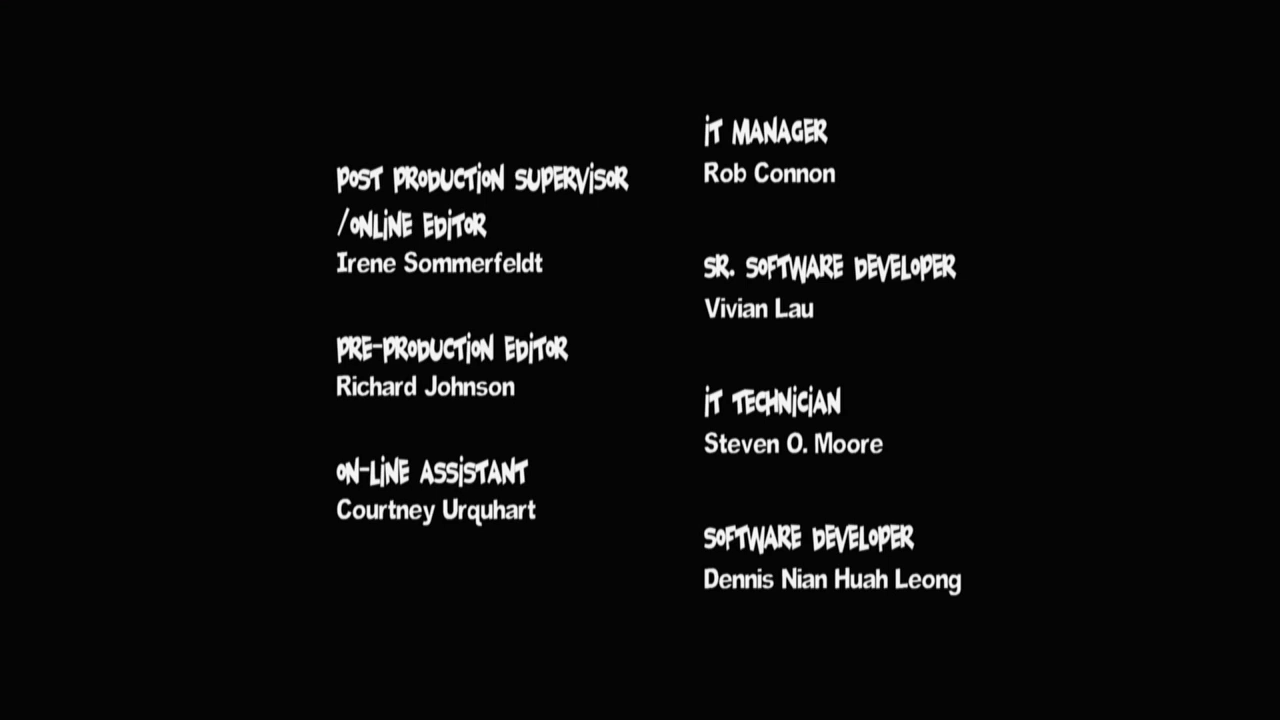 POST PRODUCTION SUPERVISOR
/ONLINE EDITOR
Irene Sommerfeldt
PRE-PRODUCTION EDITOR
Richard Johnson
ON-LINE ASSISTANT
Courtney Urquhart
IT MANAGER
Rob Connon
SR. SOFTWARE DEVELOPER
Vivian Lau
IT TECHNICIAN
Steven O. Moore
SOFTWARE DEVELOPER
Dennis Nian Huah Leong